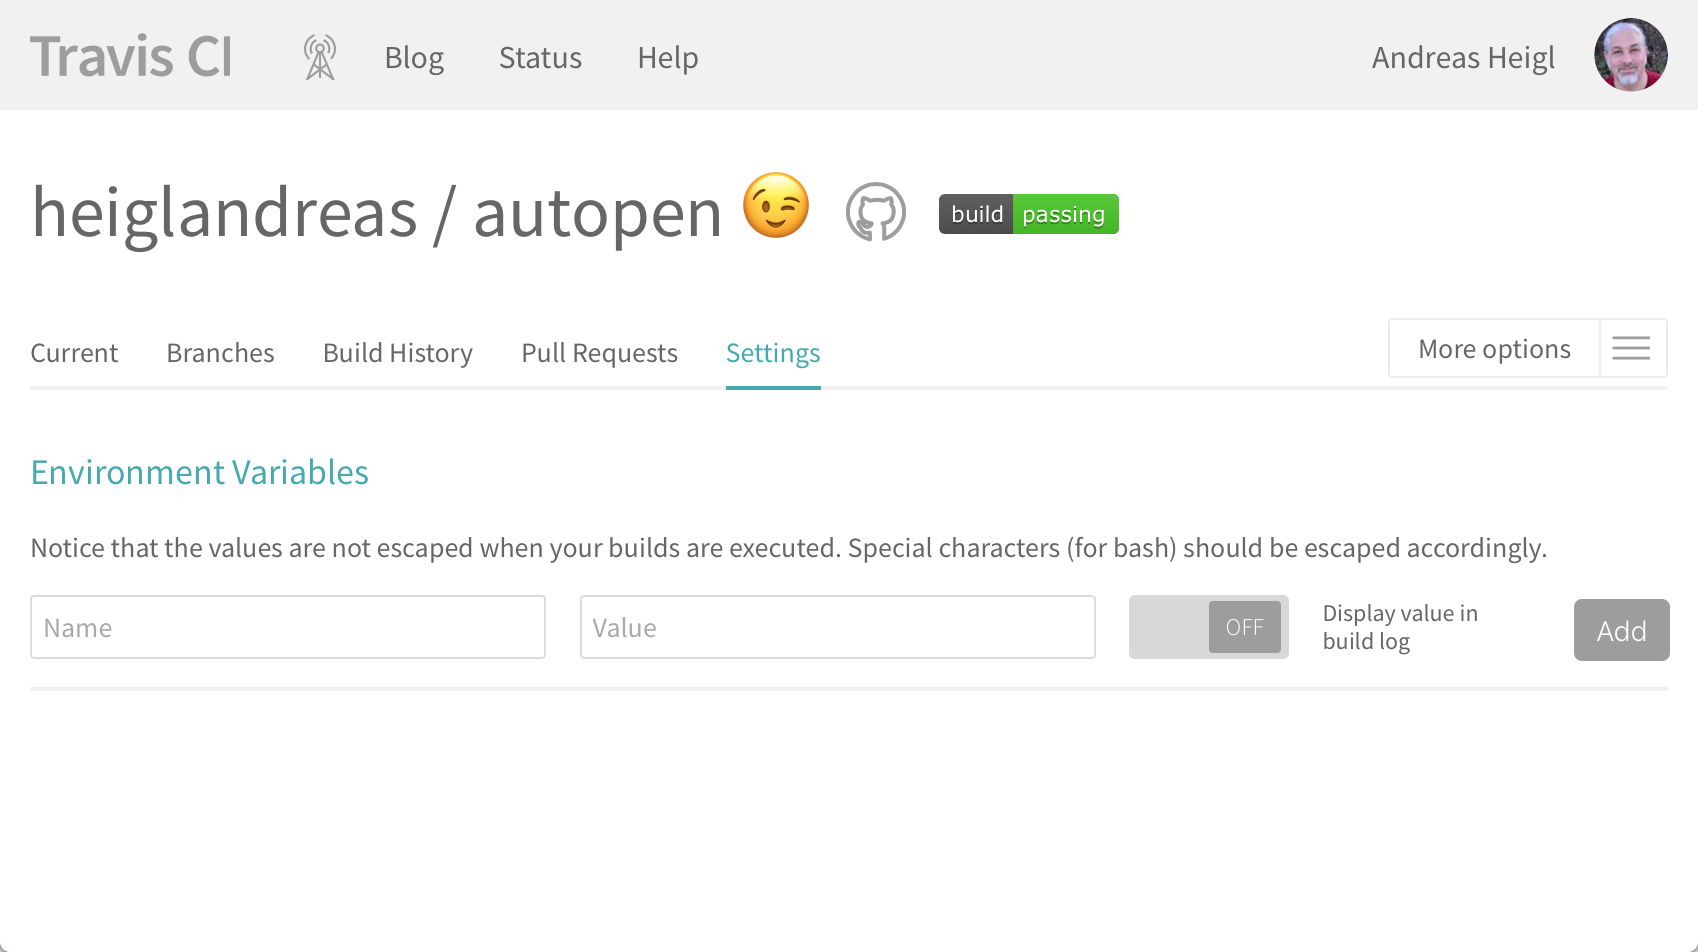 Travis CI Blog Status Help Andreas Heigl
heiglandreas / autopen 😉 build passing
Current Branches Build History Pull Requests Settings More options
Environment Variables
Notice that the values are not escaped when your builds are executed. Special characters (for bash) should be escaped accordingly.
Name Value OFF Display value in
build log
Add